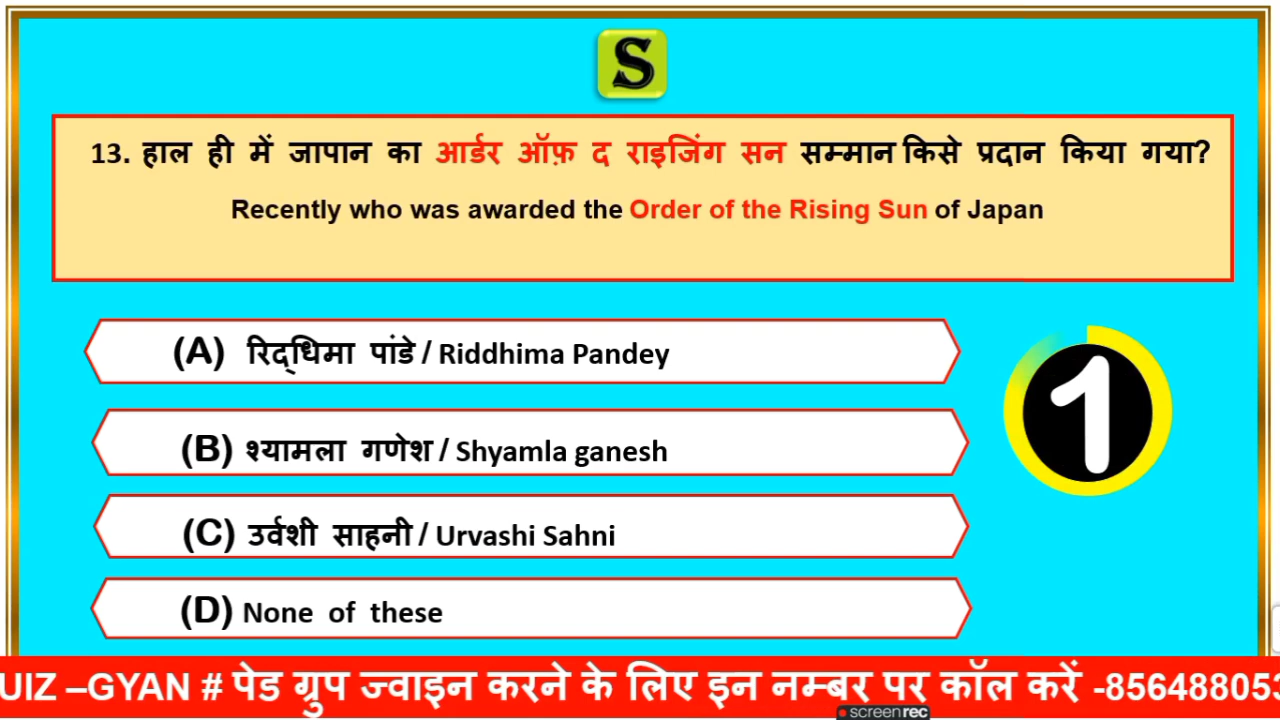 S
13. हाल ही में जापान का आर्डर ऑफ़ द राइजिंग सन सम्मान किसे प्रदान किया गया?
Recently who was awarded the Order of the Rising Sun of Japan
(A) रिद्धिमा पांडे / Riddhima Pandey
1
(B) श्यामला गणेश / Shyamla ganesh
(C) उर्वशी साहनी / Urvashi Sahni
(D) None of these
UIZ –GYAN # पेड ग्रुप ज्वाइन करने के लिए इन नम्बर पर कॉल करें -856488053
screenrec